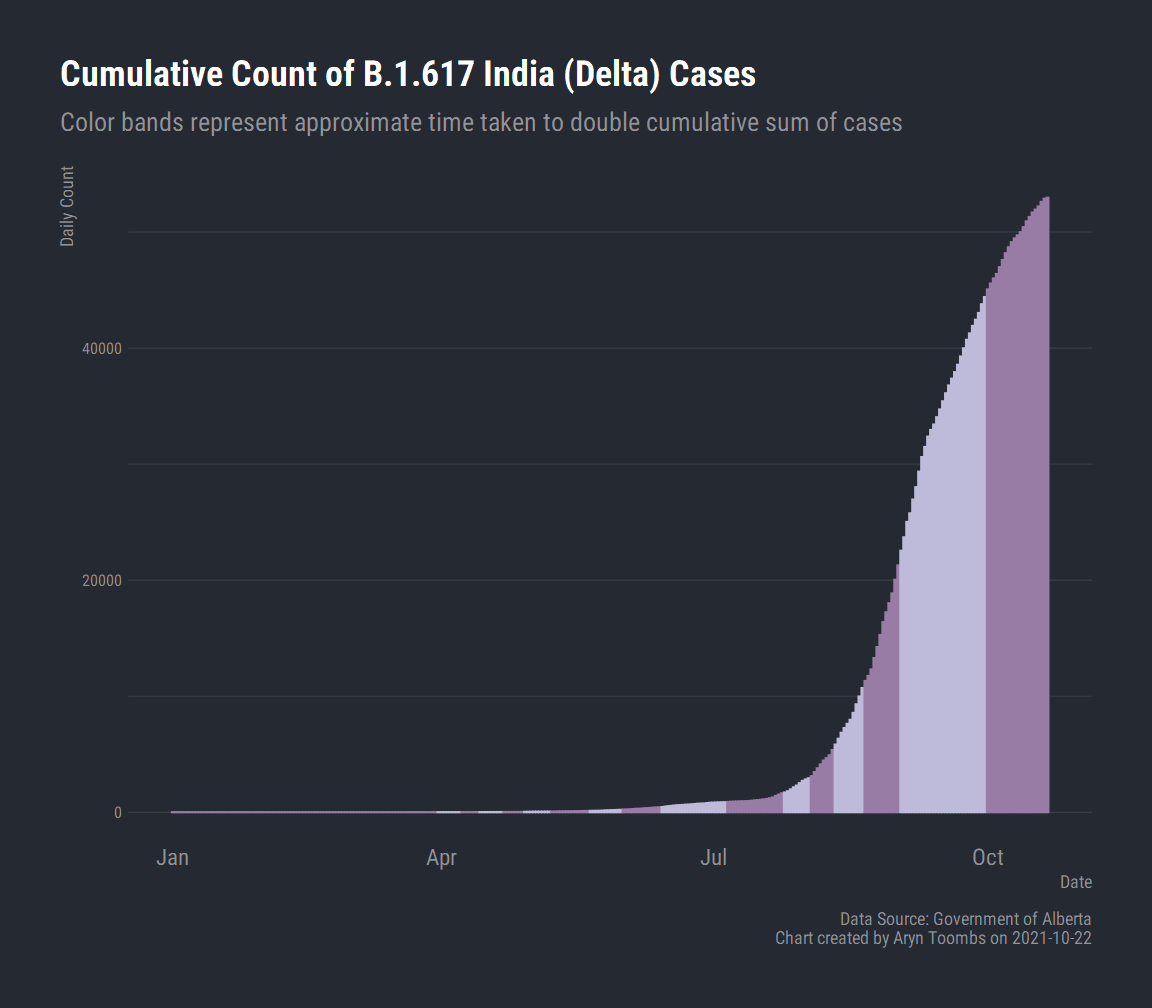 Cumulative Count of B.1.617 India (Delta) Cases
Color bands represent approximate time taken to double cumulative sum of cases
Daily Count
40000
20000
0
Jan Apr Jul Oct
Date
Data Source: Government of Alberta
Chart created by Aryn Toombs on 2021-10-22